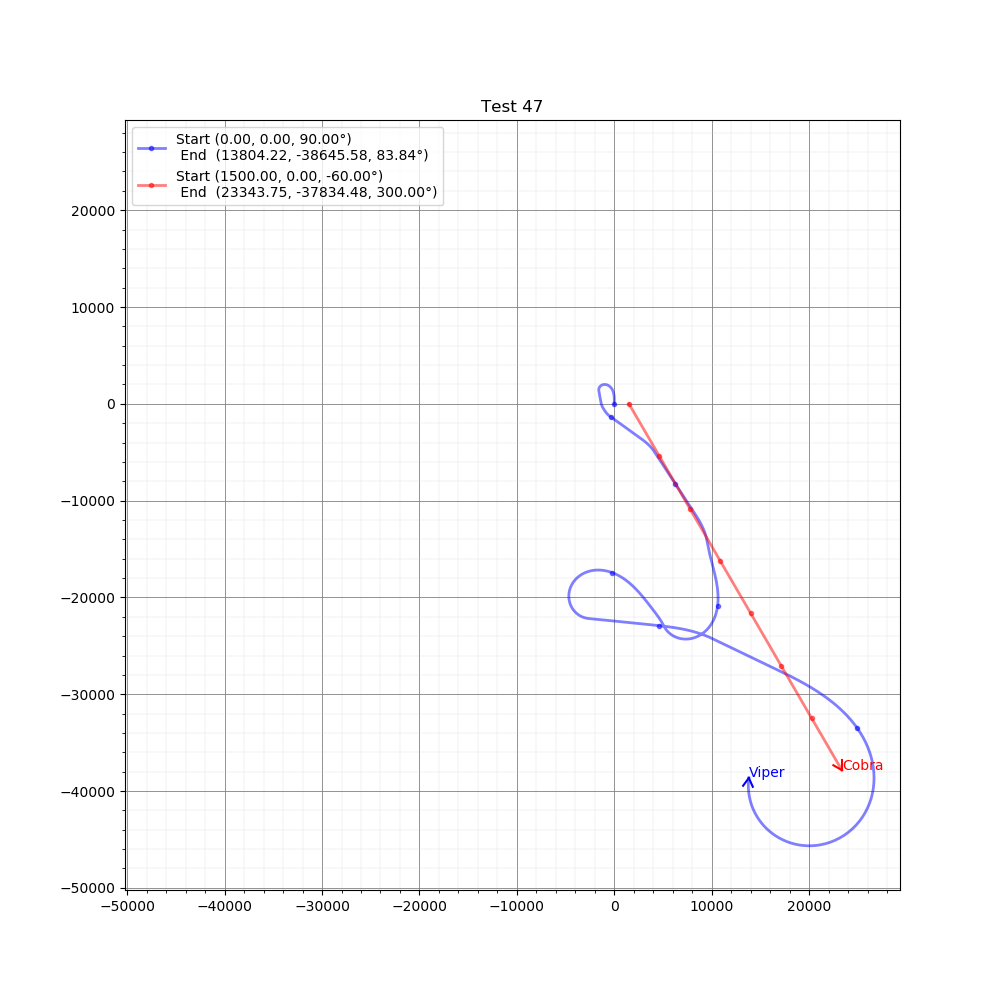 Test 47
Start (0.00, 0.00, 90.00°)
End (13804.22, -38645.58, 83.84°)
Start (1500.00, 0.00, -60.00°)
End (23343.75, -37834.48, 300.00°)
20000
10000
0
−10000
−20000
−30000
−40000
−50000
Viper
Cobra
−50000 −40000 −30000 −20000 −10000 0 10000 20000